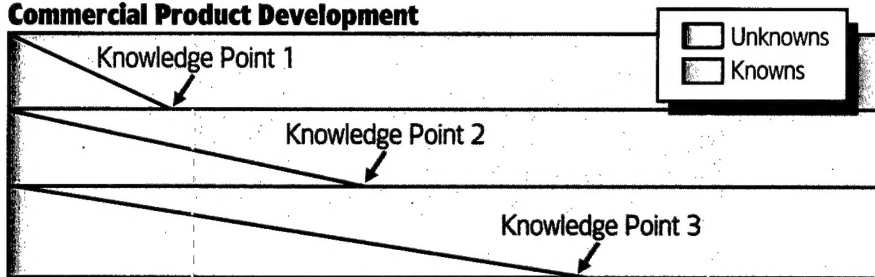 Commercial Product Development
Unknowns
Knowns
Knowledge Point 1
Knowledge Point 2
Knowledge Point 3